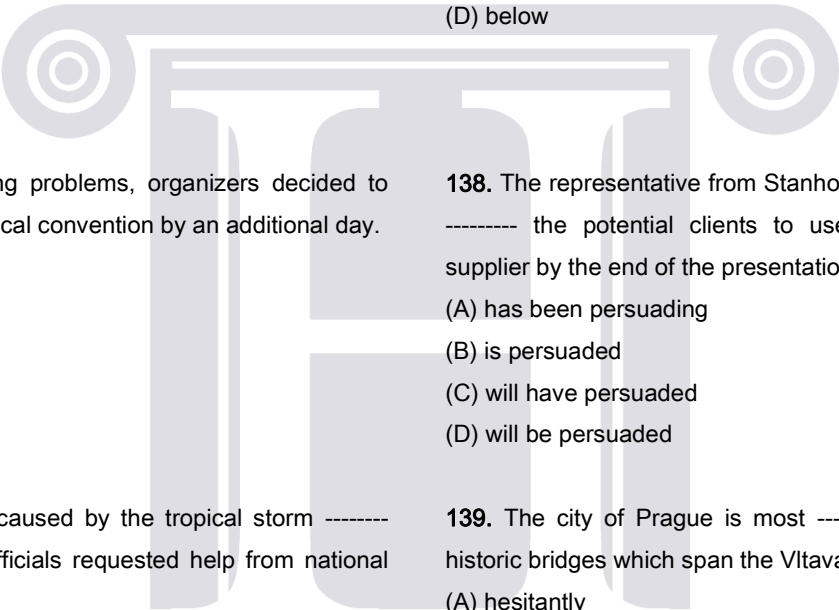 ng problems, organizers decided to
ical convention by an additional day.
caused by the tropical storm --------
fficials requested help from national
(D) below
138. The representative from Stanho
--------- the potential clients to use
supplier by the end of the presentatio
(A) has been persuading
(B) is persuaded
(C) will have persuaded
(D) will be persuaded
139. The city of Prague is most ---
historic bridges which span the Vltava
(A) hesitantly